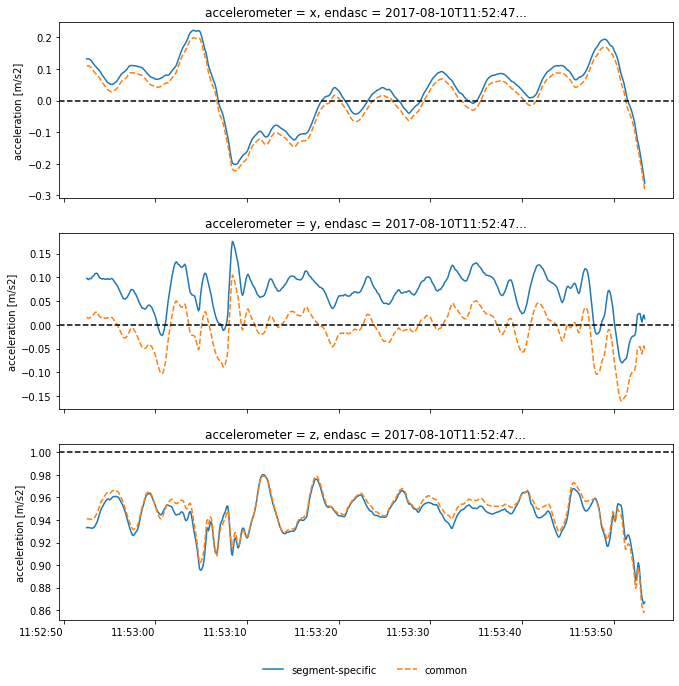 accelerometer = x, endasc = 2017-08-10T11:52:47...
acceleration [m/s2]
0.2
0.1
0.0
−0.1
−0.2
−0.3
accelerometer = y, endasc = 2017-08-10T11:52:47...
acceleration [m/s2]
0.15
0.10
0.05
0.00
−0.05
−0.10
−0.15
accelerometer = z, endasc = 2017-08-10T11:52:47...
acceleration [m/s2]
1.00
0.98
0.96
0.94
0.92
0.90
0.88
0.86
11:52:50 11:53:00 11:53:10 11:53:20 11:53:30 11:53:40 11:53:50
segment-specific common